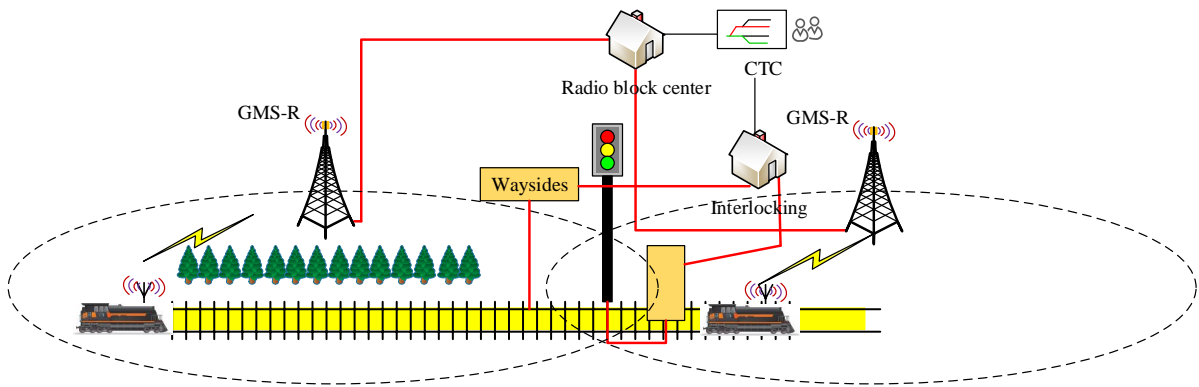 Radio block center
CTC
GMS-R
GMS-R
Waysides
Interlocking